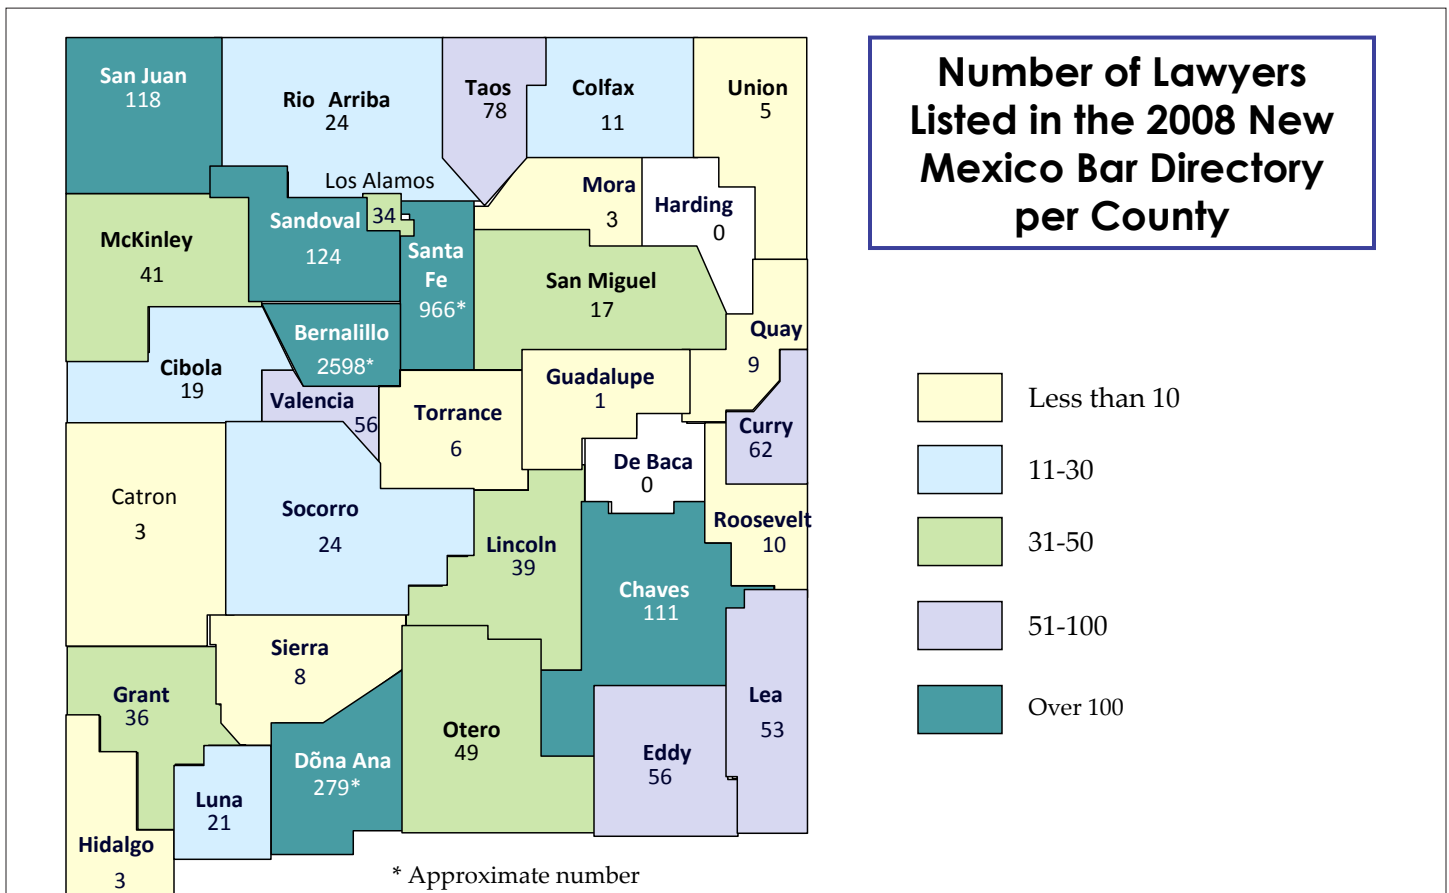 Number of Lawyers
Listed in the 2008 New
Mexico Bar Directory
per County
San Juan
118
Rio Arriba
24
Taos
78
Colfax
11
Union
5
Los Alamos
34
Mora
3
Harding
0
Sandoval
124
Santa
Fe
966*
McKinley
41
San Miguel
17
Bernalillo
2598*
Quay
9
Cibola
19
Valencia
56
Torrance
6
Guadalupe
1
Curry
62
De Baca
0
Catron
3
Socorro
24
Lincoln
39
Roosevelt
10
Chaves
111
Sierra
8
Grant
36
Otero
49
Lea
53
Dõna Ana
279*
Eddy
56
Luna
21
Hidalgo
3
* Approximate number
Less than 10
11-30
31-50
51-100
Over 100